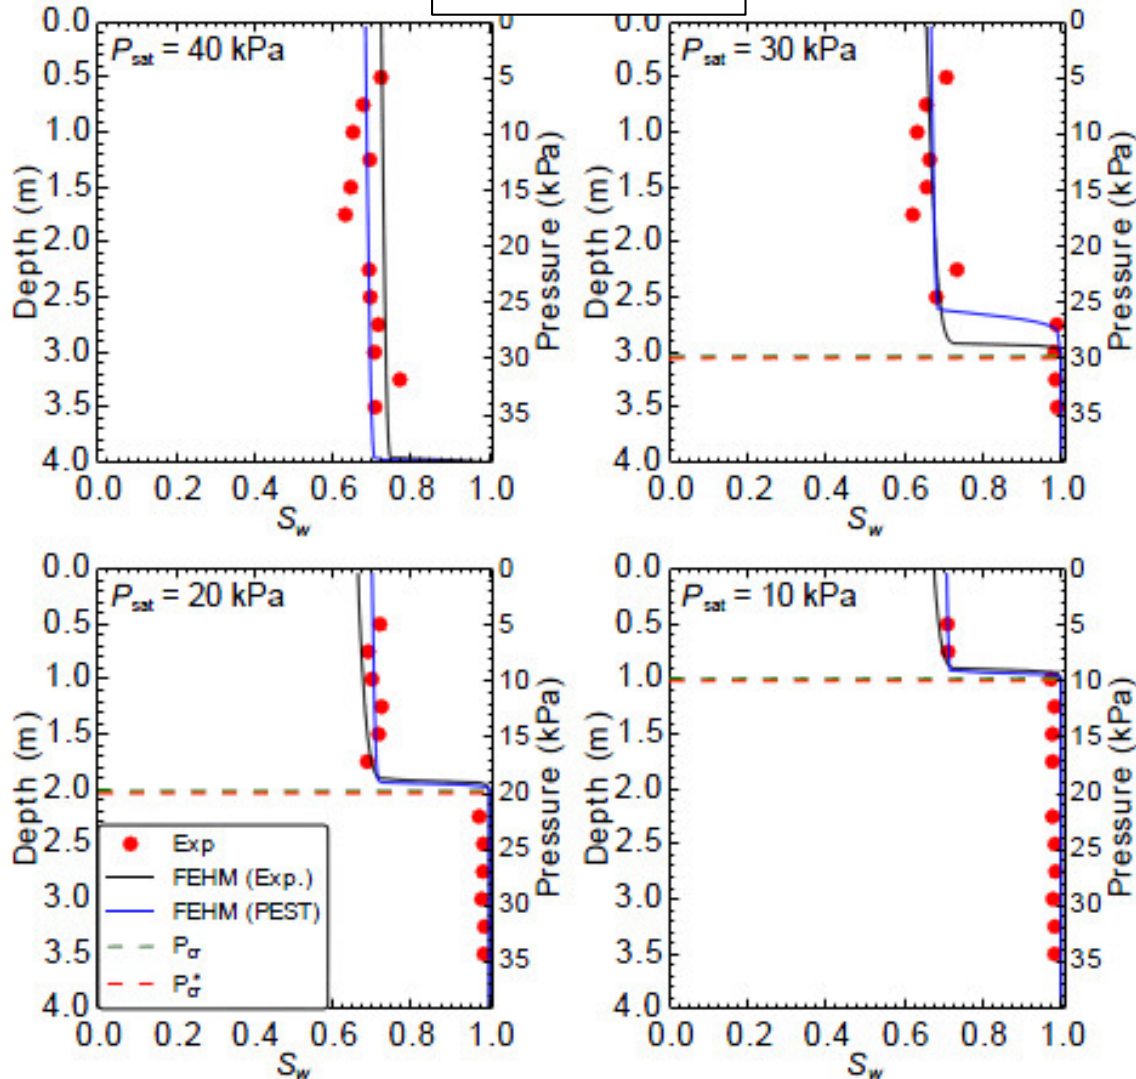 P_sat = 40 kPa
0.0
0.5
1.0
1.5
2.0
2.5
3.0
3.5
4.0
Depth (m)
0
5
10
15
20
25
30
35
Pressure (kPa)
0.0 0.2 0.4 0.6 0.8 1.0
S_w
P_sat = 30 kPa
0.0
0.5
1.0
1.5
2.0
2.5
3.0
3.5
4.0
Depth (m)
0
5
10
15
20
25
30
35
Pressure (kPa)
0.0 0.2 0.4 0.6 0.8 1.0
S_w
P_sat = 20 kPa
0.0
0.5
1.0
1.5
2.0
2.5
3.0
3.5
4.0
Depth (m)
0
5
10
15
20
25
30
35
Pressure (kPa)
Exp
FEHM (Exp.)
FEHM (PEST)
P_cr
P*_cr
0.0 0.2 0.4 0.6 0.8 1.0
S_w
P_sat = 10 kPa
0.0
0.5
1.0
1.5
2.0
2.5
3.0
3.5
4.0
Depth (m)
0
5
10
15
20
25
30
35
Pressure (kPa)
0.0 0.2 0.4 0.6 0.8 1.0
S_w